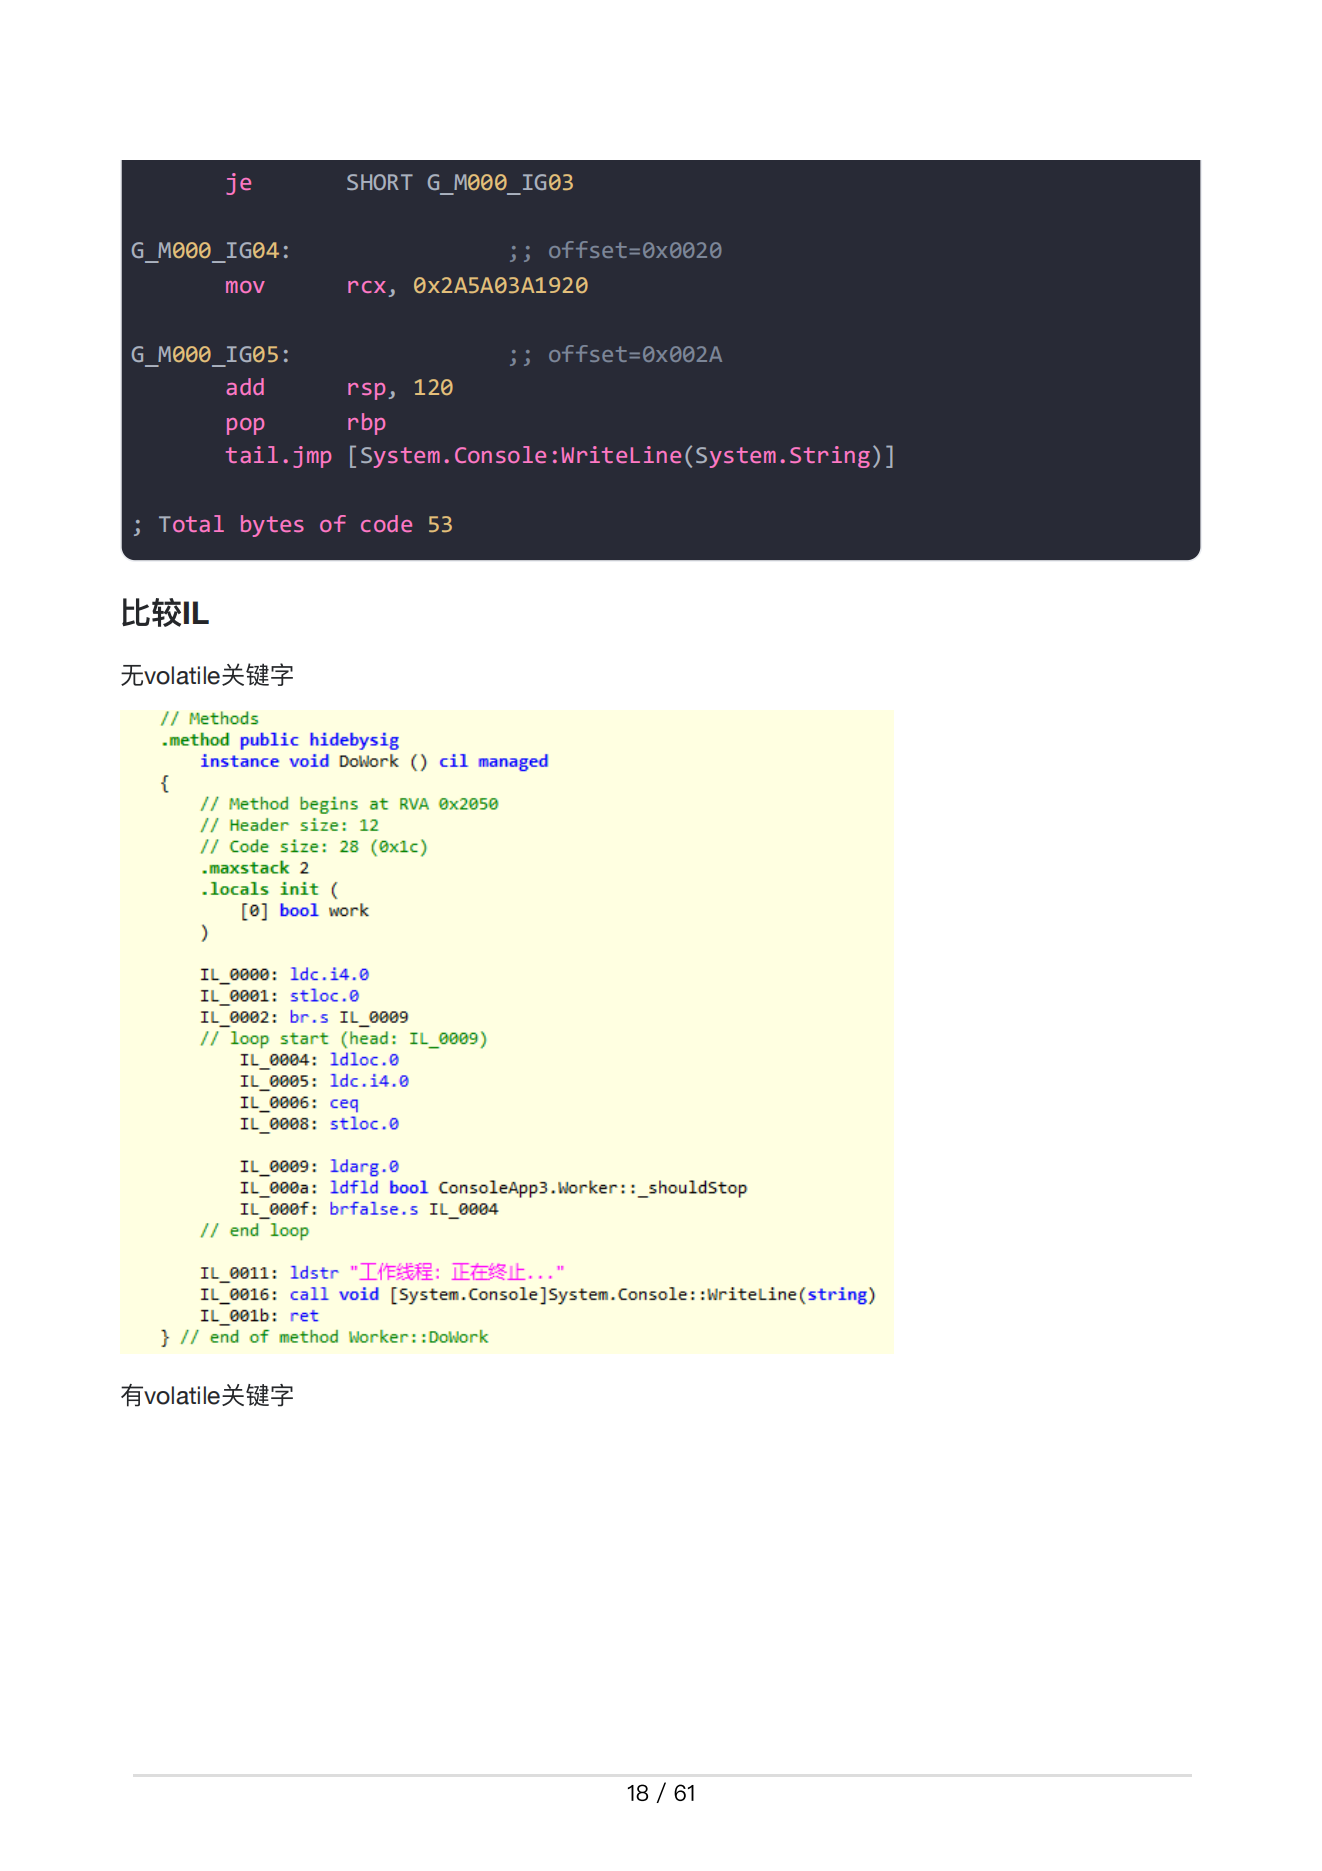 je SHORT G_M000_IG03
G_M000_IG04: ;; offset=0x0020
mov rcx, 0x2A5A03A1920
G_M000_IG05: ;; offset=0x002A
add rsp, 120
pop rbp
tail.jmp [System.Console:WriteLine(System.String)]
; Total bytes of code 53
比较IL
无volatile关键字
// Methods
.method public hidebysig
instance void DoWork () cil managed
{
// Method begins at RVA 0x2050
// Header size: 12
// Code size: 28 (0x1c)
.maxstack 2
.locals init (
[0] bool work
)
IL_0000: ldc.i4.0
IL_0001: stloc.0
IL_0002: br.s IL_0009
// loop start (head: IL_0009)
IL_0004: ldloc.0
IL_0005: ldc.i4.0
IL_0006: ceq
IL_0008: stloc.0
IL_0009: ldarg.0
IL_000a: ldfld bool ConsoleApp3.Worker::_shouldStop
IL_000f: brfalse.s IL_0004
// end loop
IL_0011: ldstr "工作线程: 正在终止..."
IL_0016: call void [System.Console]System.Console::WriteLine(string)
IL_001b: ret
} // end of method Worker::DoWork
有volatile关键字
18 / 61